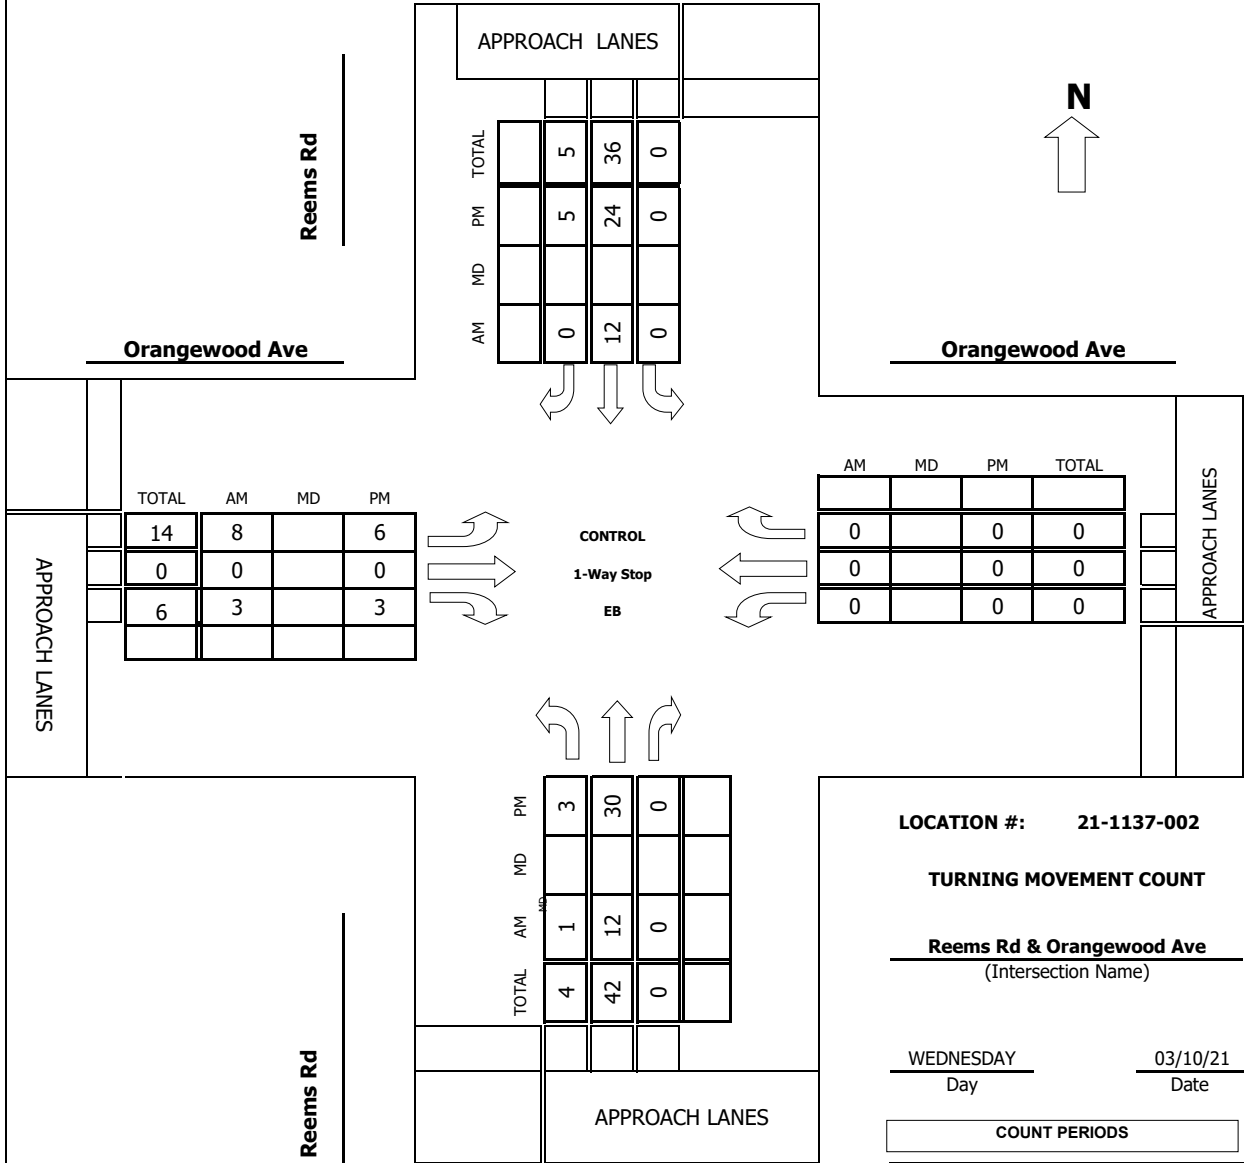 APPROACH LANES
N
Reems Rd
TOTAL 5 36 0
PM 5 24 0
MD
AM 0 12 0
Orangewood Ave
Orangewood Ave
TOTAL AM MD PM
14 8 6
0 0 0
6 3 3
APPROACH LANES
CONTROL
1-Way Stop
EB
AM MD PM TOTAL
0 0 0
0 0 0
0 0 0
APPROACH LANES
PM 3 30 0
MD
MD
AM 1 12 0
TOTAL 4 42 0
Reems Rd
APPROACH LANES
LOCATION #: 21-1137-002
TURNING MOVEMENT COUNT
Reems Rd & Orangewood Ave
(Intersection Name)
WEDNESDAY 03/10/21
Day Date
COUNT PERIODS